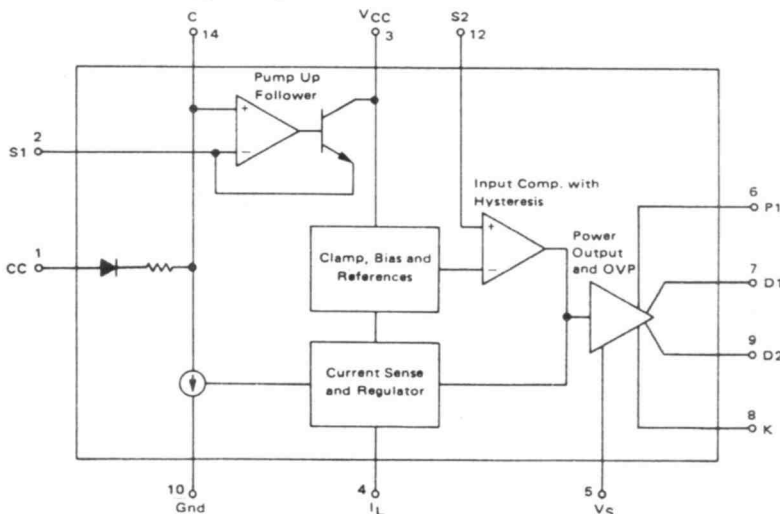 C
14
VCC
3
S2
12
Pump Up
Follower
+
−
2
S1
Input Comp. with
Hysteresis
+
−
6
P1
Power
Output
and OVP
1
CC
Clamp, Bias and
References
7
D1
9
D2
Current Sense
and Regulator
8
K
10
Gnd
4
IL
5
VS